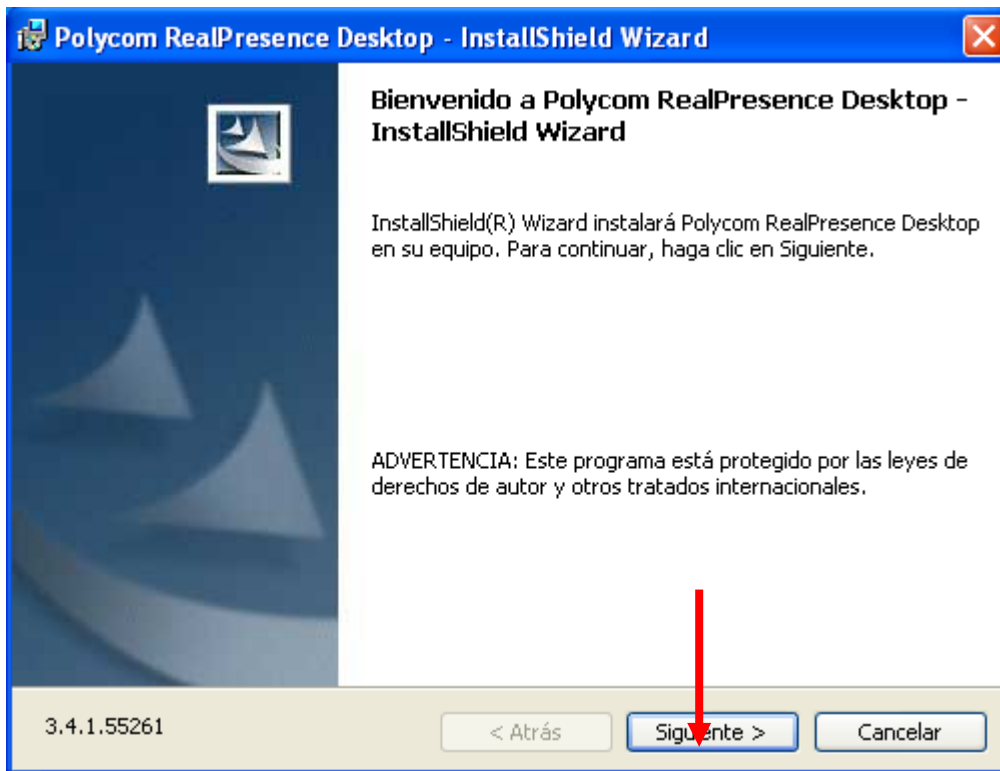 Polycom RealPresence Desktop - InstallShield Wizard
Bienvenido a Polycom RealPresence Desktop -
InstallShield Wizard
InstallShield(R) Wizard instalará Polycom RealPresence Desktop
en su equipo. Para continuar, haga clic en Siguiente.
ADVERTENCIA: Este programa está protegido por las leyes de
derechos de autor y otros tratados internacionales.
3.4.1.55261
< Atrás
Siguiente >
Cancelar